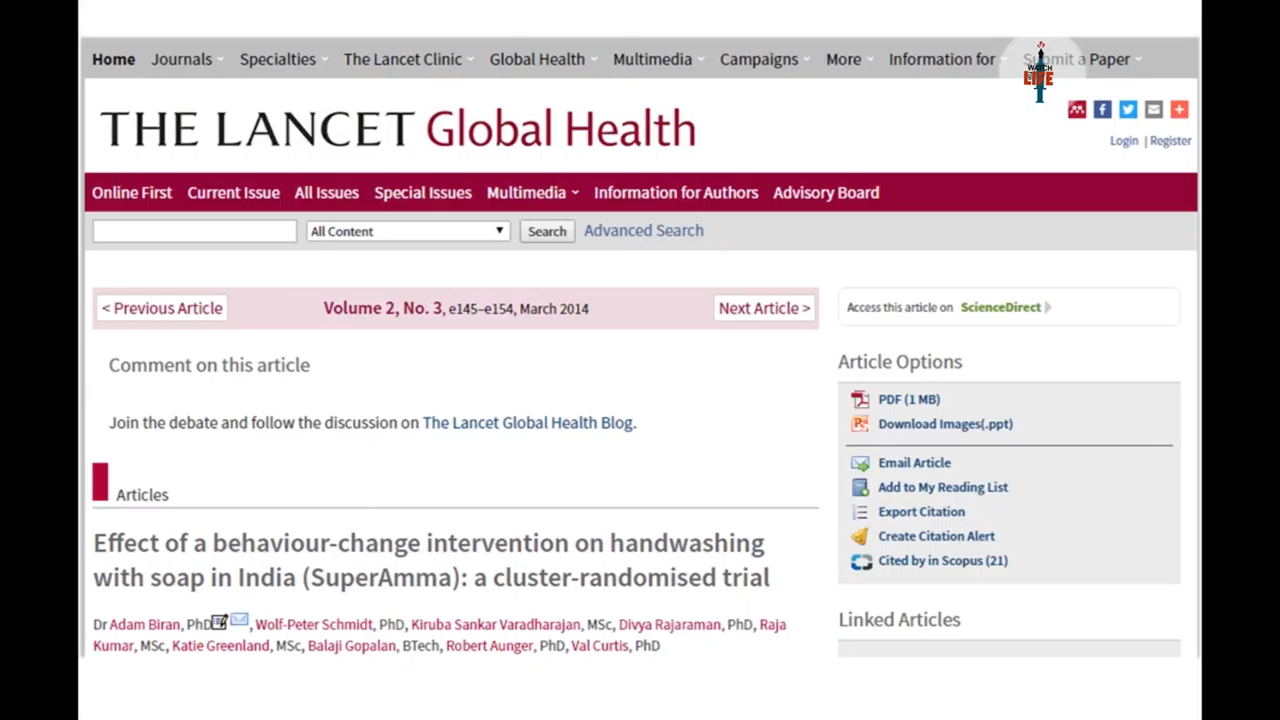 Home Journals Specialties The Lancet Clinic Global Health Multimedia Campaigns More Information for Submit a Paper
WATCH
LIFE
THE LANCET Global Health
Login | Register
Online First Current Issue All Issues Special Issues Multimedia Information for Authors Advisory Board
All Content Search Advanced Search
< Previous Article Volume 2, No. 3, e145–e154, March 2014 Next Article >
Access this article on ScienceDirect
Comment on this article
Article Options
PDF (1 MB)
Join the debate and follow the discussion on The Lancet Global Health Blog.
Download Images(.ppt)
Email Article
Add to My Reading List
Articles
Export Citation
Create Citation Alert
Cited by in Scopus (21)
Effect of a behaviour-change intervention on handwashing
with soap in India (SuperAmma): a cluster-randomised trial
Linked Articles
Dr Adam Biran, PhD, Wolf-Peter Schmidt, PhD, Kiruba Sankar Varadharajan, MSc, Divya Rajaraman, PhD, Raja
Kumar, MSc, Katie Greenland, MSc, Balaji Gopalan, BTech, Robert Aunger, PhD, Val Curtis, PhD